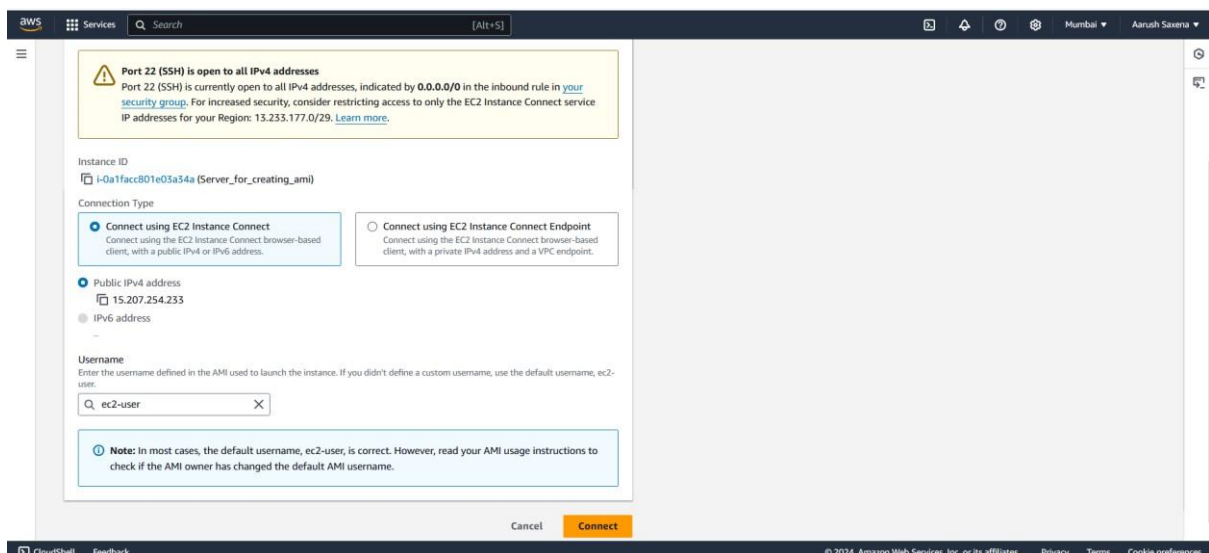 aws Services Search [Alt+S] Mumbai ▼ Aarush Saxena ▼
Port 22 (SSH) is open to all IPv4 addresses
Port 22 (SSH) is currently open to all IPv4 addresses, indicated by 0.0.0.0/0 in the inbound rule in your
security group. For increased security, consider restricting access to only the EC2 Instance Connect service
IP addresses for your Region: 13.233.177.0/29. Learn more.
Instance ID
i-0a1facc801e03a34a (Server_for_creating_ami)
Connection Type
Connect using EC2 Instance Connect
Connect using the EC2 Instance Connect browser-based
client, with a public IPv4 or IPv6 address.
Connect using EC2 Instance Connect Endpoint
Connect using the EC2 Instance Connect browser-based
client, with a private IPv4 address and a VPC endpoint.
Public IPv4 address
15.207.254.233
IPv6 address
–
Username
Enter the username defined in the AMI used to launch the instance. If you didn't define a custom username, use the default username, ec2-
user.
ec2-user
Note: In most cases, the default username, ec2-user, is correct. However, read your AMI usage instructions to
check if the AMI owner has changed the default AMI username.
Cancel Connect
CloudShell Feedback © 2024, Amazon Web Services, Inc. or its affiliates. Privacy Terms Cookie preferences